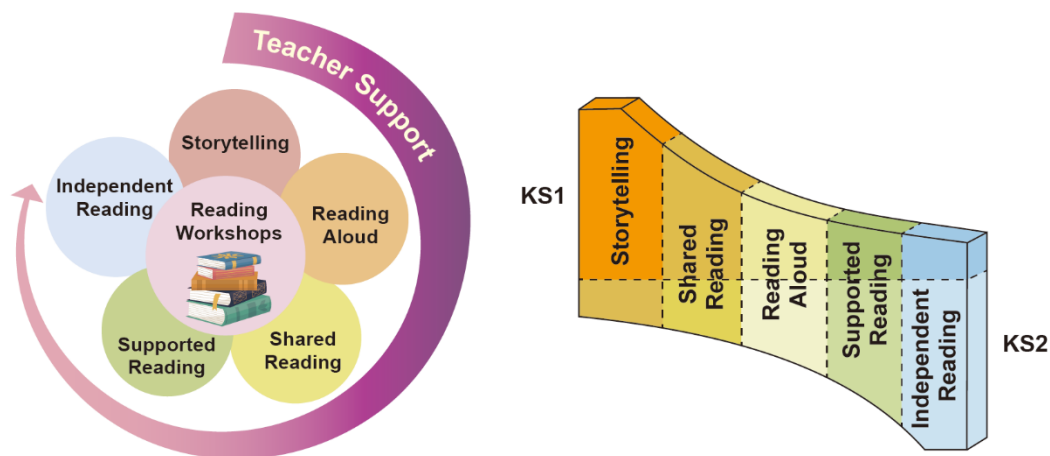 Teacher Support
Storytelling
Independent
Reading
Reading
Workshops
Reading
Aloud
Supported
Reading
Shared
Reading
KS1
Storytelling
Shared
Reading
Reading
Aloud
Supported
Reading
Independent
Reading
KS2